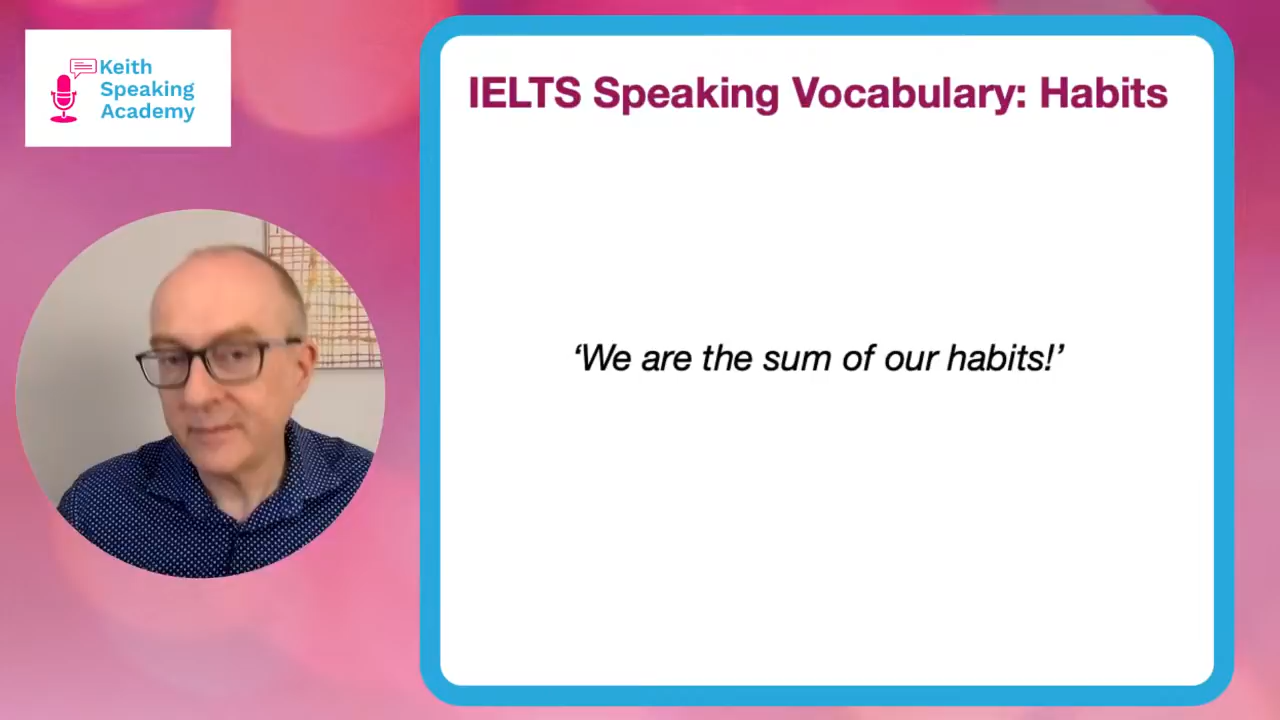 Keith
Speaking
Academy
IELTS Speaking Vocabulary: Habits
‘We are the sum of our habits!’